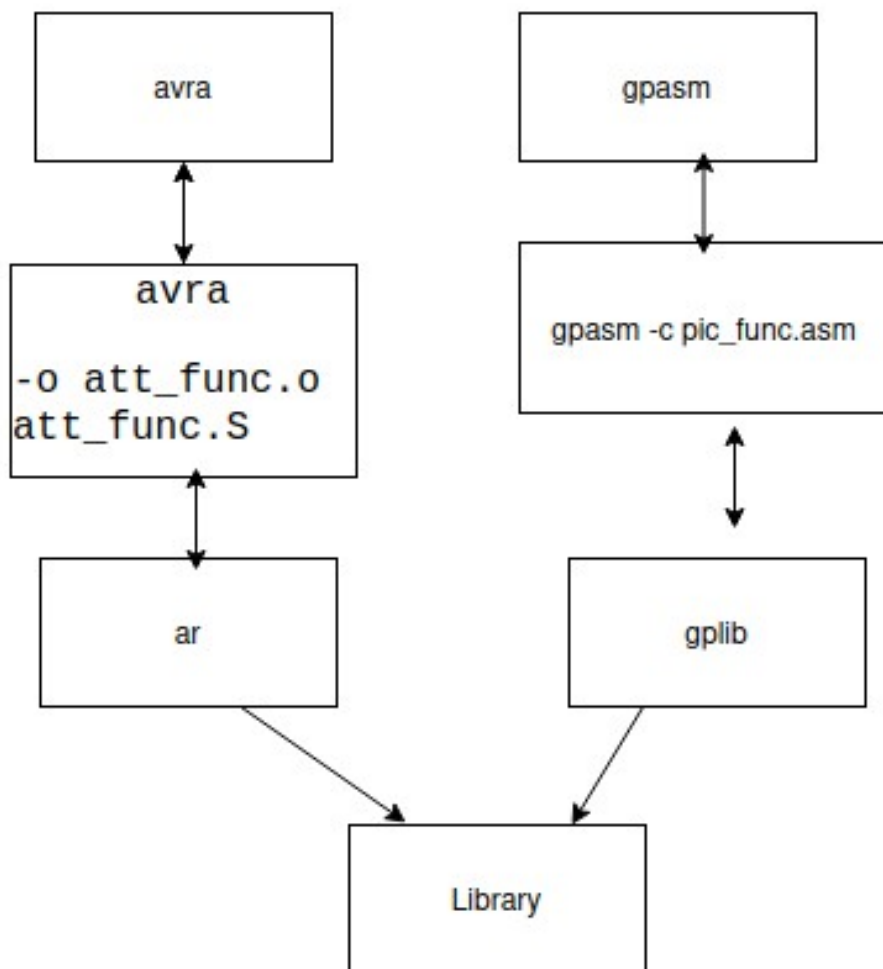 avra
gpasm
avra
-o att_func.o
att_func.S
gpasm -c pic_func.asm
ar
gplib
Library